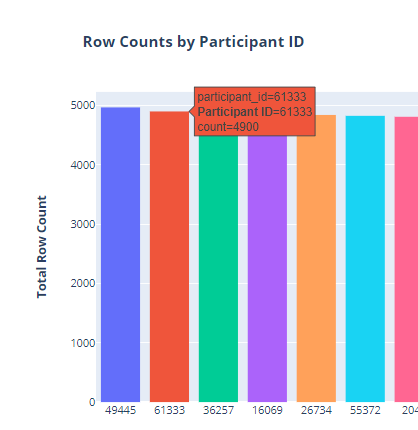 Row Counts by Participant ID
participant_id=61333
Participant ID=61333
count=4900
5000
4000
3000
2000
1000
0
Total Row Count
49445 61333 36257 16069 26734 55372